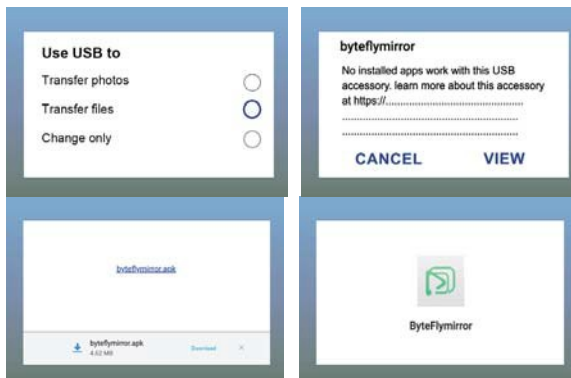 Use USB to
Transfer photos
Transfer files
Change only
byteflymirror
No installed apps work with this USB
accessory. learn more about this accessory
at https://.................................................
...............................................................
...............................................................
CANCEL VIEW
byteflymirror.apk
byteflymirror.apk
4.62 MB
Download ×
ByteFlymirror